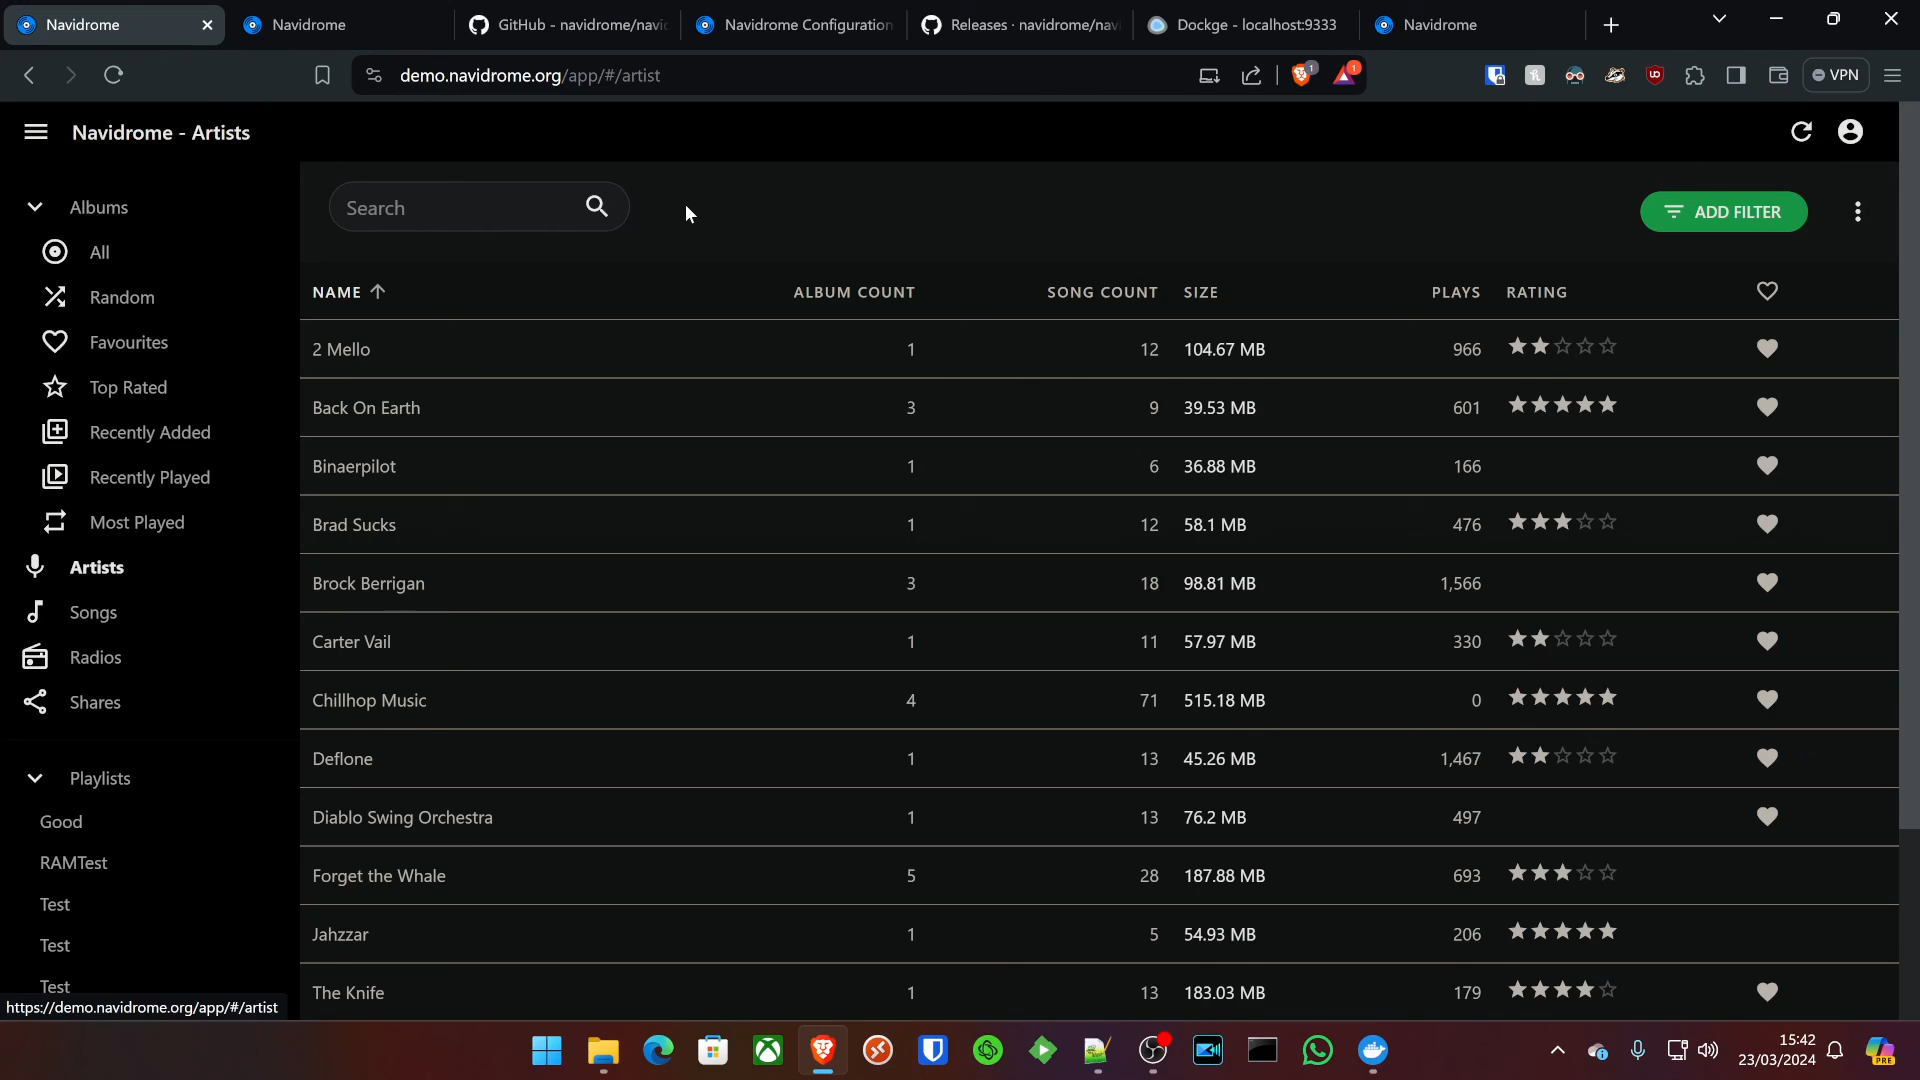 Navidrome
Navidrome
GitHub - navidrome/navic
Navidrome Configuration
Releases · navidrome/navi
Dockge - localhost:9333
Navidrome
demo.navidrome.org/app/#/artist
1
1
VPN
Navidrome - Artists
Albums
All
Random
Favourites
Top Rated
Recently Added
Recently Played
Most Played
Artists
Songs
Radios
Shares
Playlists
Good
RAMTest
Test
Test
Test
https://demo.navidrome.org/app/#/artist
Search
ADD FILTER
NAME ALBUM COUNT SONG COUNT SIZE PLAYS RATING
2 Mello 1 12 104.67 MB 966
Back On Earth 3 9 39.53 MB 601
Binaerpilot 1 6 36.88 MB 166
Brad Sucks 1 12 58.1 MB 476
Brock Berrigan 3 18 98.81 MB 1,566
Carter Vail 1 11 57.97 MB 330
Chillhop Music 4 71 515.18 MB 0
Deflone 1 13 45.26 MB 1,467
Diablo Swing Orchestra 1 13 76.2 MB 497
Forget the Whale 5 28 187.88 MB 693
Jahzzar 1 5 54.93 MB 206
The Knife 1 13 183.03 MB 179
15:42
23/03/2024
PRE